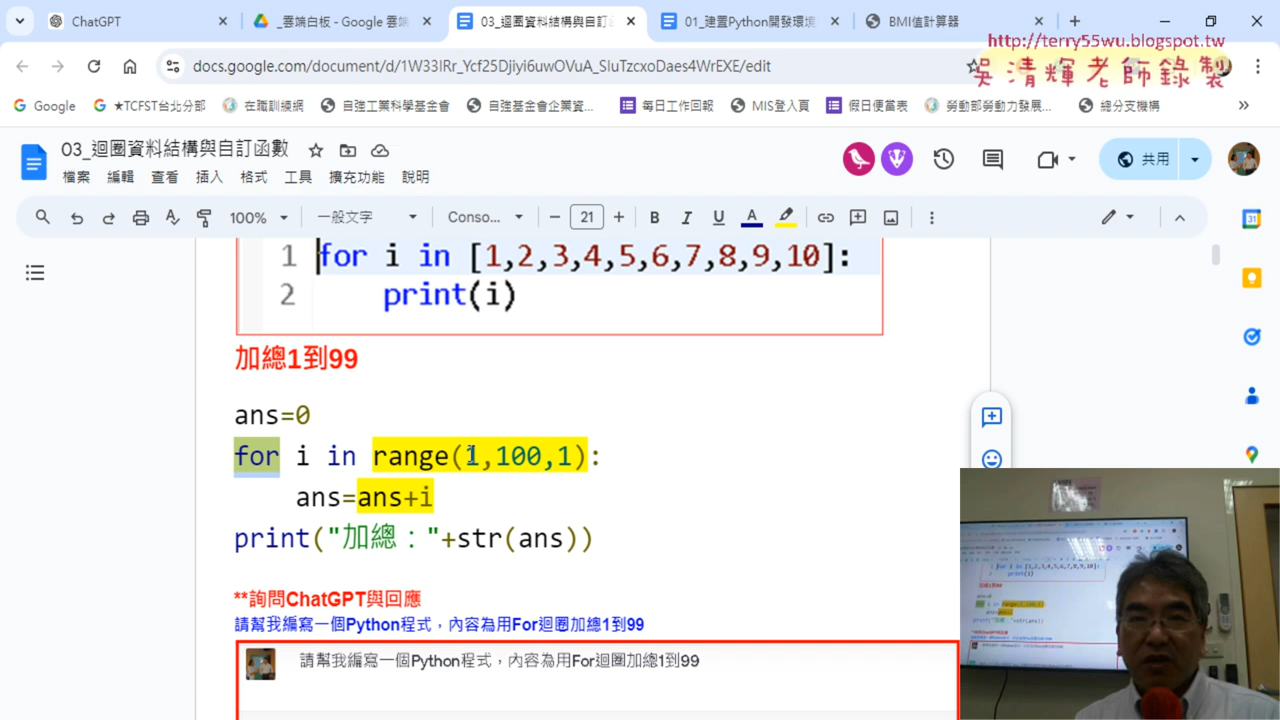 ChatGPT
_雲端白板 - Google 雲端
03_迴圈資料結構與自訂
01_建置Python開發環境
BMI值計算器
http://terry55wu.blogspot.tw
吳清輝老師錄製
docs.google.com/document/d/1W33lRr_Ycf25Djiyi6uwOVuA_SIuTzcxoDaes4WrEXE/edit
Google
★TCFST台北分部
在職訓練網
自強工業科學基金會
自強基金會企業資...
每日工作回報
MIS登入頁
假日便當表
勞動部勞動力發展...
總分支機構
03_迴圈資料結構與自訂函數
檔案 編輯 查看 插入 格式 工具 擴充功能 說明
共用
100% 一般文字 Conso... 21 B I U A
1 for i in [1,2,3,4,5,6,7,8,9,10]:
2 print(i)
加總1到99
ans=0
for i in range(1,100,1):
ans=ans+i
print("加總："+str(ans))
**詢問ChatGPT與回應
請幫我編寫一個Python程式，內容為用For迴圈加總1到99
請幫我編寫一個Python程式，內容為用For迴圈加總1到99